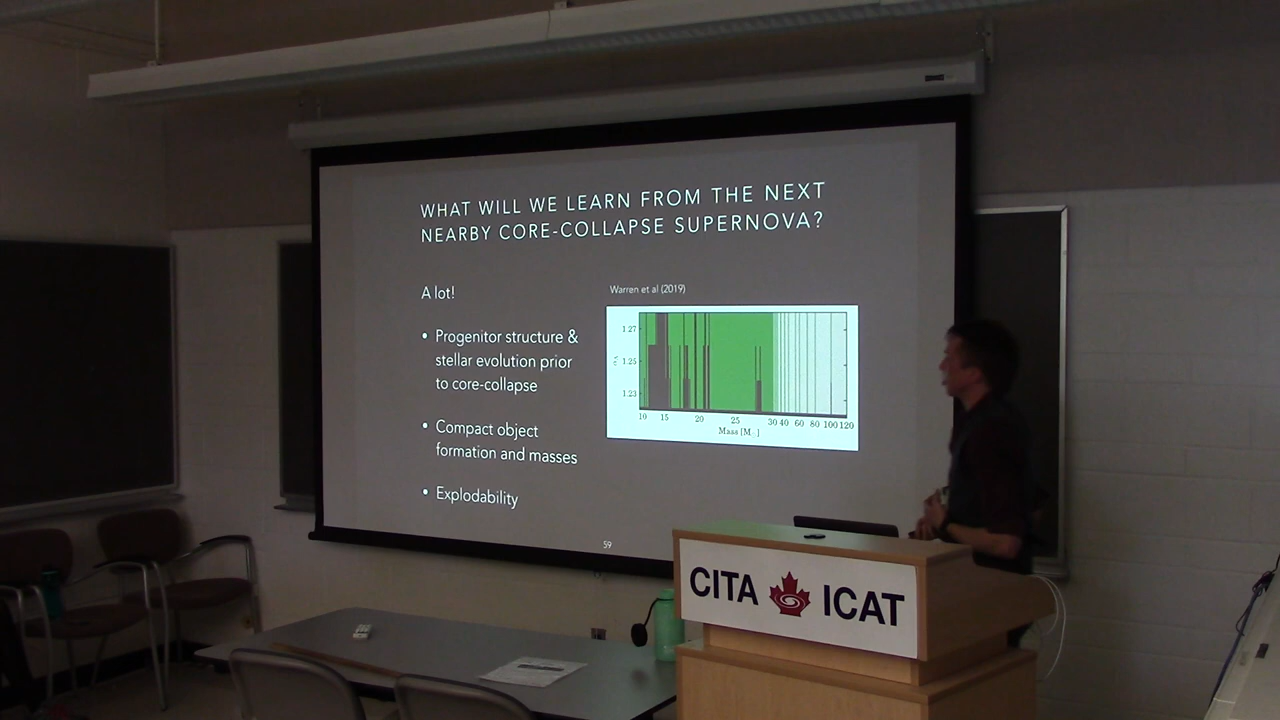 WHAT WILL WE LEARN FROM THE NEXT
NEARBY CORE-COLLAPSE SUPERNOVA?
A lot!
• Progenitor structure &
stellar evolution prior
to core-collapse
• Compact object
formation and masses
• Explodability
Warren et al (2019)
1.27
1.25
1.23
10 15 20 25 30 40 60 80 100 120
Mass [M
59
CITA ICAT